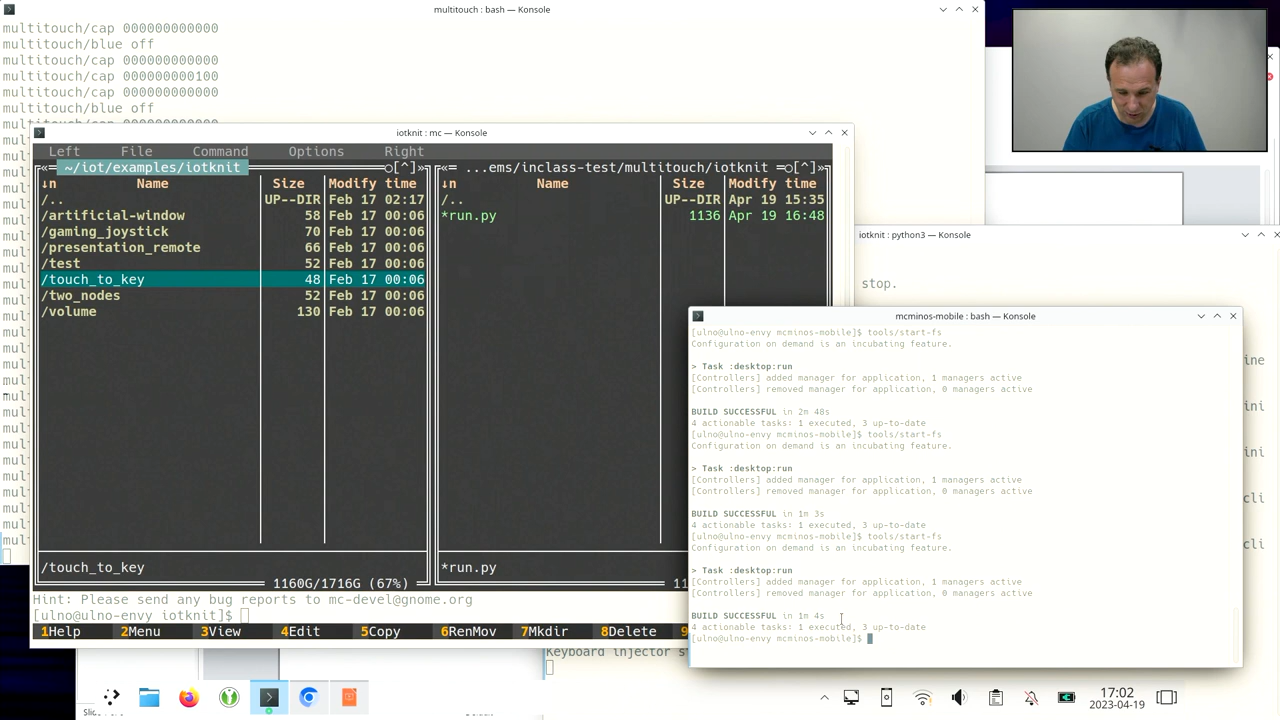 multitouch : bash — Konsole
multitouch/cap 000000000000
multitouch/blue off
multitouch/cap 000000000000
multitouch/cap 000000000100
multitouch/cap 000000000000
multitouch/blue off
iotknit : mc — Konsole
Left File Command Options Right
~/iot/examples/iotknit
↓n Name Size Modify time
/.. UP--DIR Feb 17 02:17
/artificial-window 58 Feb 17 00:06
/gaming_joystick 70 Feb 17 00:06
/presentation_remote 66 Feb 17 00:06
/test 52 Feb 17 00:06
/touch_to_key 48 Feb 17 00:06
/two_nodes 52 Feb 17 00:06
/volume 130 Feb 17 00:06
/touch_to_key
1160G/1716G (67%)
...ems/inclass-test/multitouch/iotknit
↓n Name Size Modify time
/.. UP--DIR Apr 19 15:35
*run.py 1136 Apr 19 16:48
*run.py
Hint: Please send any bug reports to mc-devel@gnome.org
[ulno@ulno-envy iotknit]$
1Help 2Menu 3View 4Edit 5Copy 6RenMov 7Mkdir 8Delete
iotknit : python3 — Konsole
stop.
mcminos-mobile : bash — Konsole
[ulno@ulno-envy mcminos-mobile]$ tools/start-fs
Configuration on demand is an incubating feature.
> Task :desktop:run
[Controllers] added manager for application, 1 managers active
[Controllers] removed manager for application, 0 managers active
BUILD SUCCESSFUL in 2m 48s
4 actionable tasks: 1 executed, 3 up-to-date
[ulno@ulno-envy mcminos-mobile]$ tools/start-fs
Configuration on demand is an incubating feature.
> Task :desktop:run
[Controllers] added manager for application, 1 managers active
[Controllers] removed manager for application, 0 managers active
BUILD SUCCESSFUL in 1m 3s
4 actionable tasks: 1 executed, 3 up-to-date
[ulno@ulno-envy mcminos-mobile]$ tools/start-fs
Configuration on demand is an incubating feature.
> Task :desktop:run
[Controllers] added manager for application, 1 managers active
[Controllers] removed manager for application, 0 managers active
BUILD SUCCESSFUL in 1m 4s
4 actionable tasks: 1 executed, 3 up-to-date
[ulno@ulno-envy mcminos-mobile]$
Keyboard injector
17:02
2023-04-19